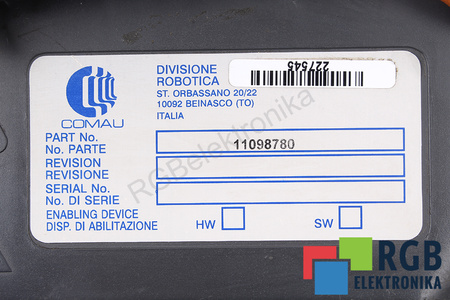 COMAU
DIVISIONE
ROBOTICA
ST. ORBASSANO 20/22
10092 BEINASCO (TO)
ITALIA
227545
PART No.
No. PARTE
11098780
REVISION
REVISIONE
SERIAL No.
No. DI SERIE
ENABLING DEVICE
DISP. DI ABILITAZIONE
HW
SW
RGBelektronika
RGB
ELEKTRONIKA